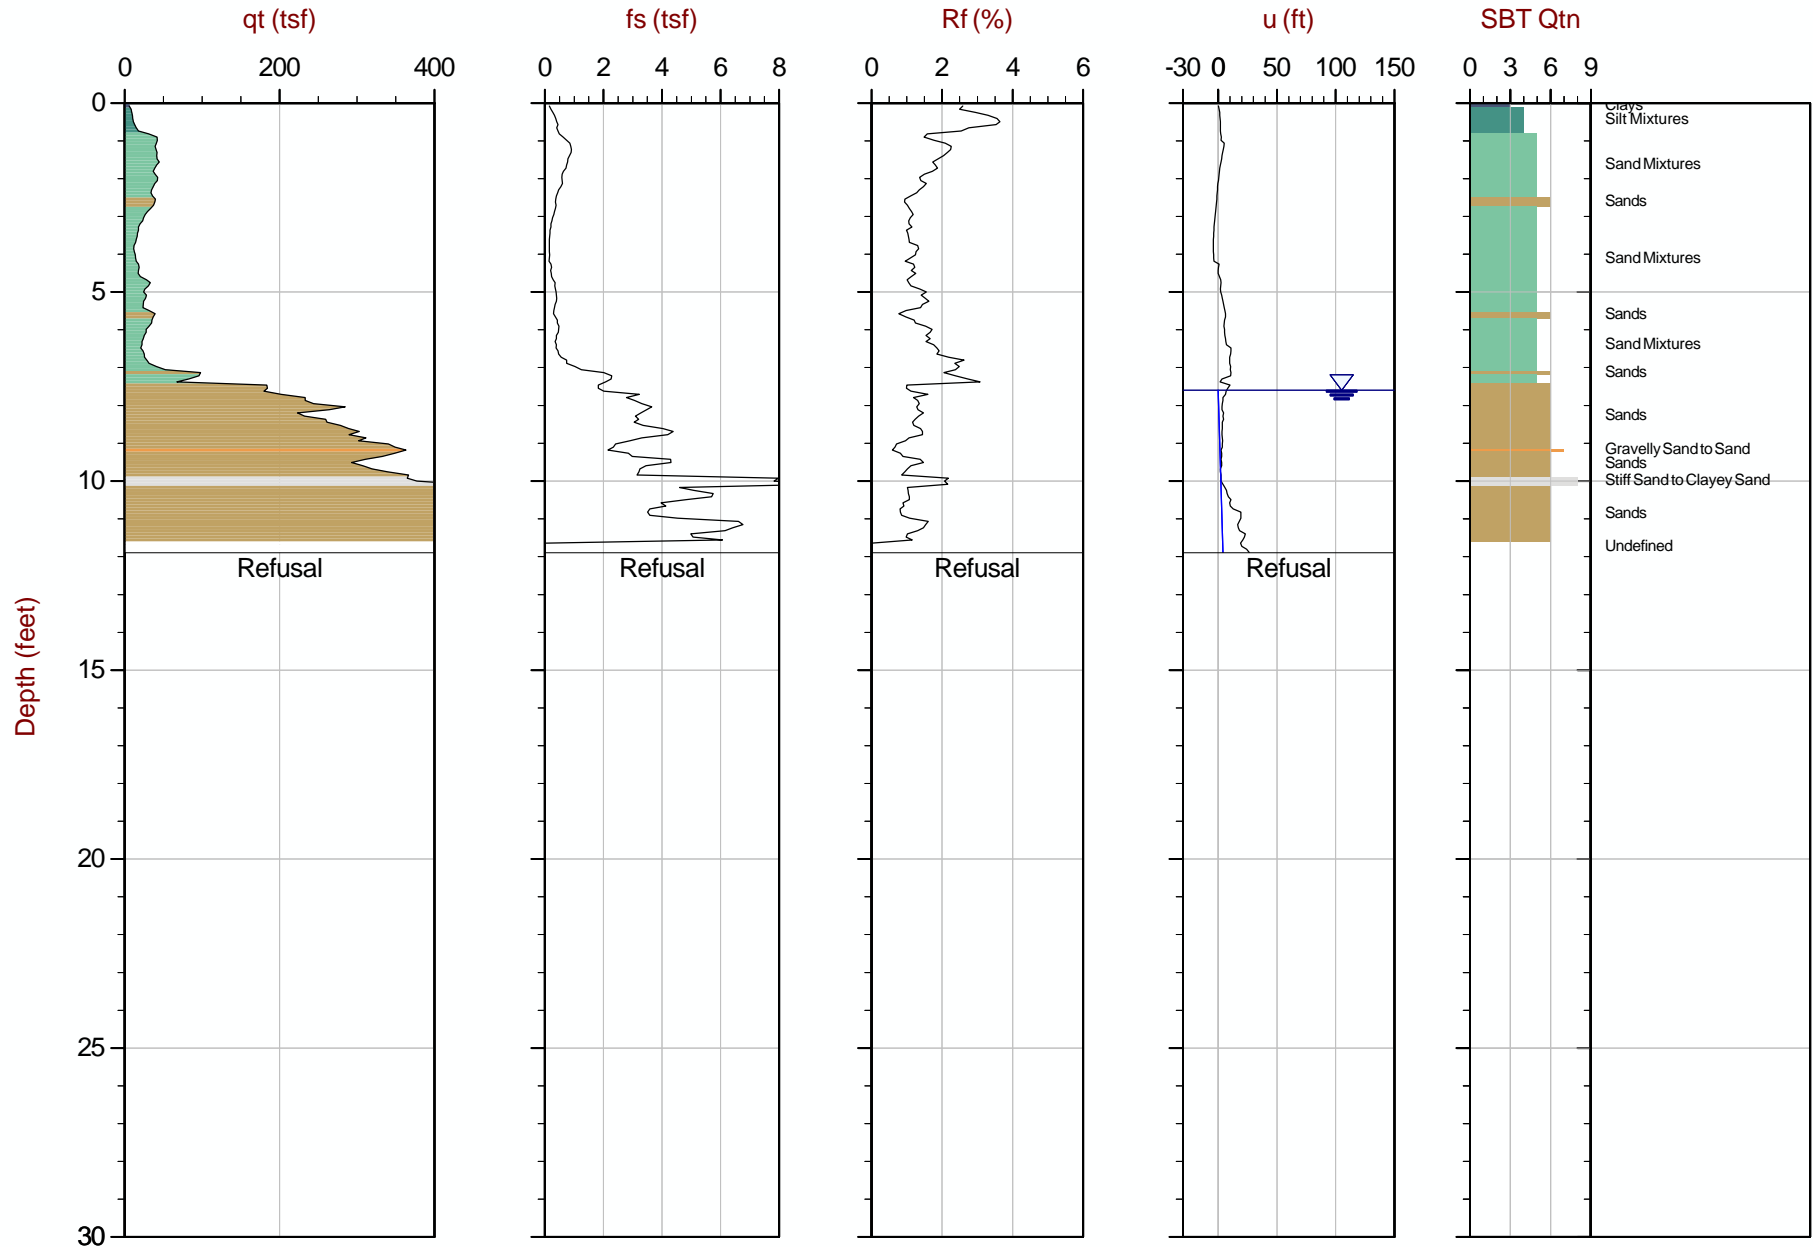 qt (tsf) fs (tsf) Rf (%) u (ft) SBT Qtn
0 200 400 0 2 4 6 8 0 2 4 6 -30 0 50 100 150 0 3 6 9
0
Clays
Silt Mixtures
Sand Mixtures
Sands
Sand Mixtures
5
Sands
Sand Mixtures
Sands
Sands
Gravelly Sand to Sand
Sands
10
Stiff Sand to Clayey Sand
Sands
Undefined
Refusal Refusal Refusal Refusal
Depth (feet)
15
20
25
30